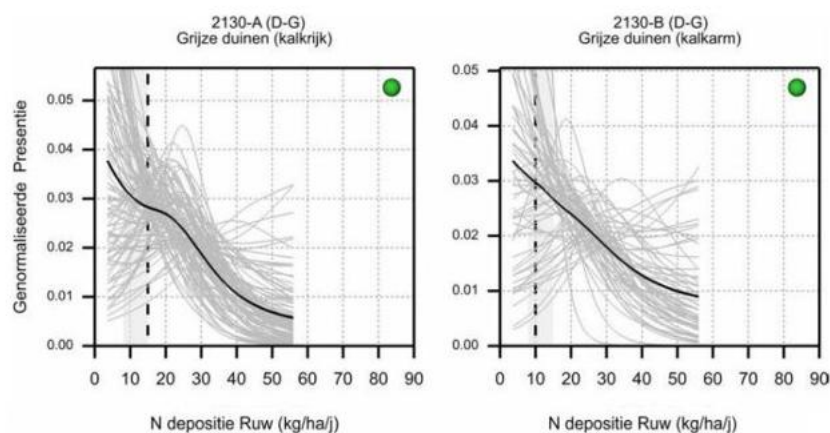 2130-A (D-G)
Grijze duinen (kalkrijk)
2130-B (D-G)
Grijze duinen (kalkarm)
Genormaliseerde Presentie
0.05
0.04
0.03
0.02
0.01
0.00
0 10 20 30 40 50 60 70 80 90
N depositie Ruw (kg/ha/j)
0.05
0.04
0.03
0.02
0.01
0.00
0 10 20 30 40 50 60 70 80 90
N depositie Ruw (kg/ha/j)